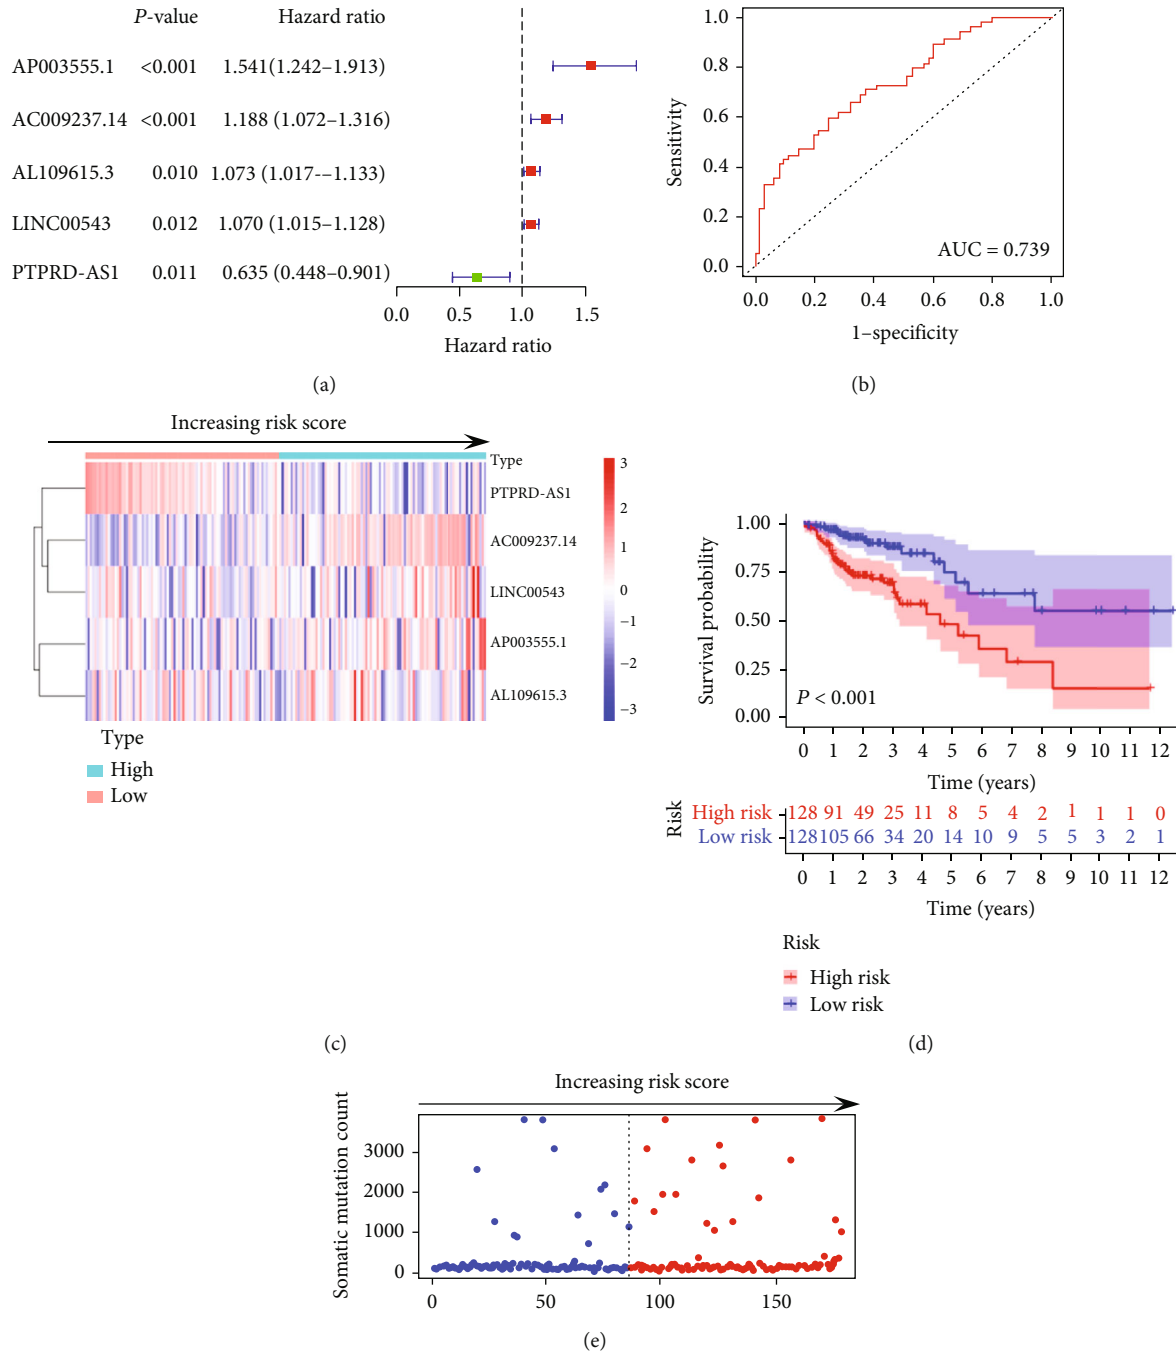 P-value Hazard ratio
AP003555.1 <0.001 1.541(1.242–1.913)
AC009237.14 <0.001 1.188 (1.072–1.316)
AL109615.3 0.010 1.073 (1.017-–1.133)
LINC00543 0.012 1.070 (1.015–1.128)
PTPRD-AS1 0.011 0.635 (0.448–0.901)
0.0 0.5 1.0 1.5
Hazard ratio
(a)
Sensitivity
1.0
0.8
0.6
0.4
0.2
0.0
AUC = 0.739
0.0 0.2 0.4 0.6 0.8 1.0
1–specificity
(b)
Increasing risk score
Type
PTPRD-AS1
AC009237.14
LINC00543
AP003555.1
AL109615.3
3
2
1
0
−1
−2
−3
Type
High
Low
(c)
Survival probability
1.00
0.75
0.50
0.25
0.00
P < 0.001
0 1 2 3 4 5 6 7 8 9 10 11 12
Time (years)
Risk
High risk 128 91 49 25 11 8 5 4 2 1 1 1 0
Low risk 128 105 66 34 20 14 10 9 5 5 3 2 1
0 1 2 3 4 5 6 7 8 9 10 11 12
Time (years)
Risk
High risk
Low risk
(d)
Increasing risk score
Somatic mutation count
3000
2000
1000
0
0 50 100 150
(e)